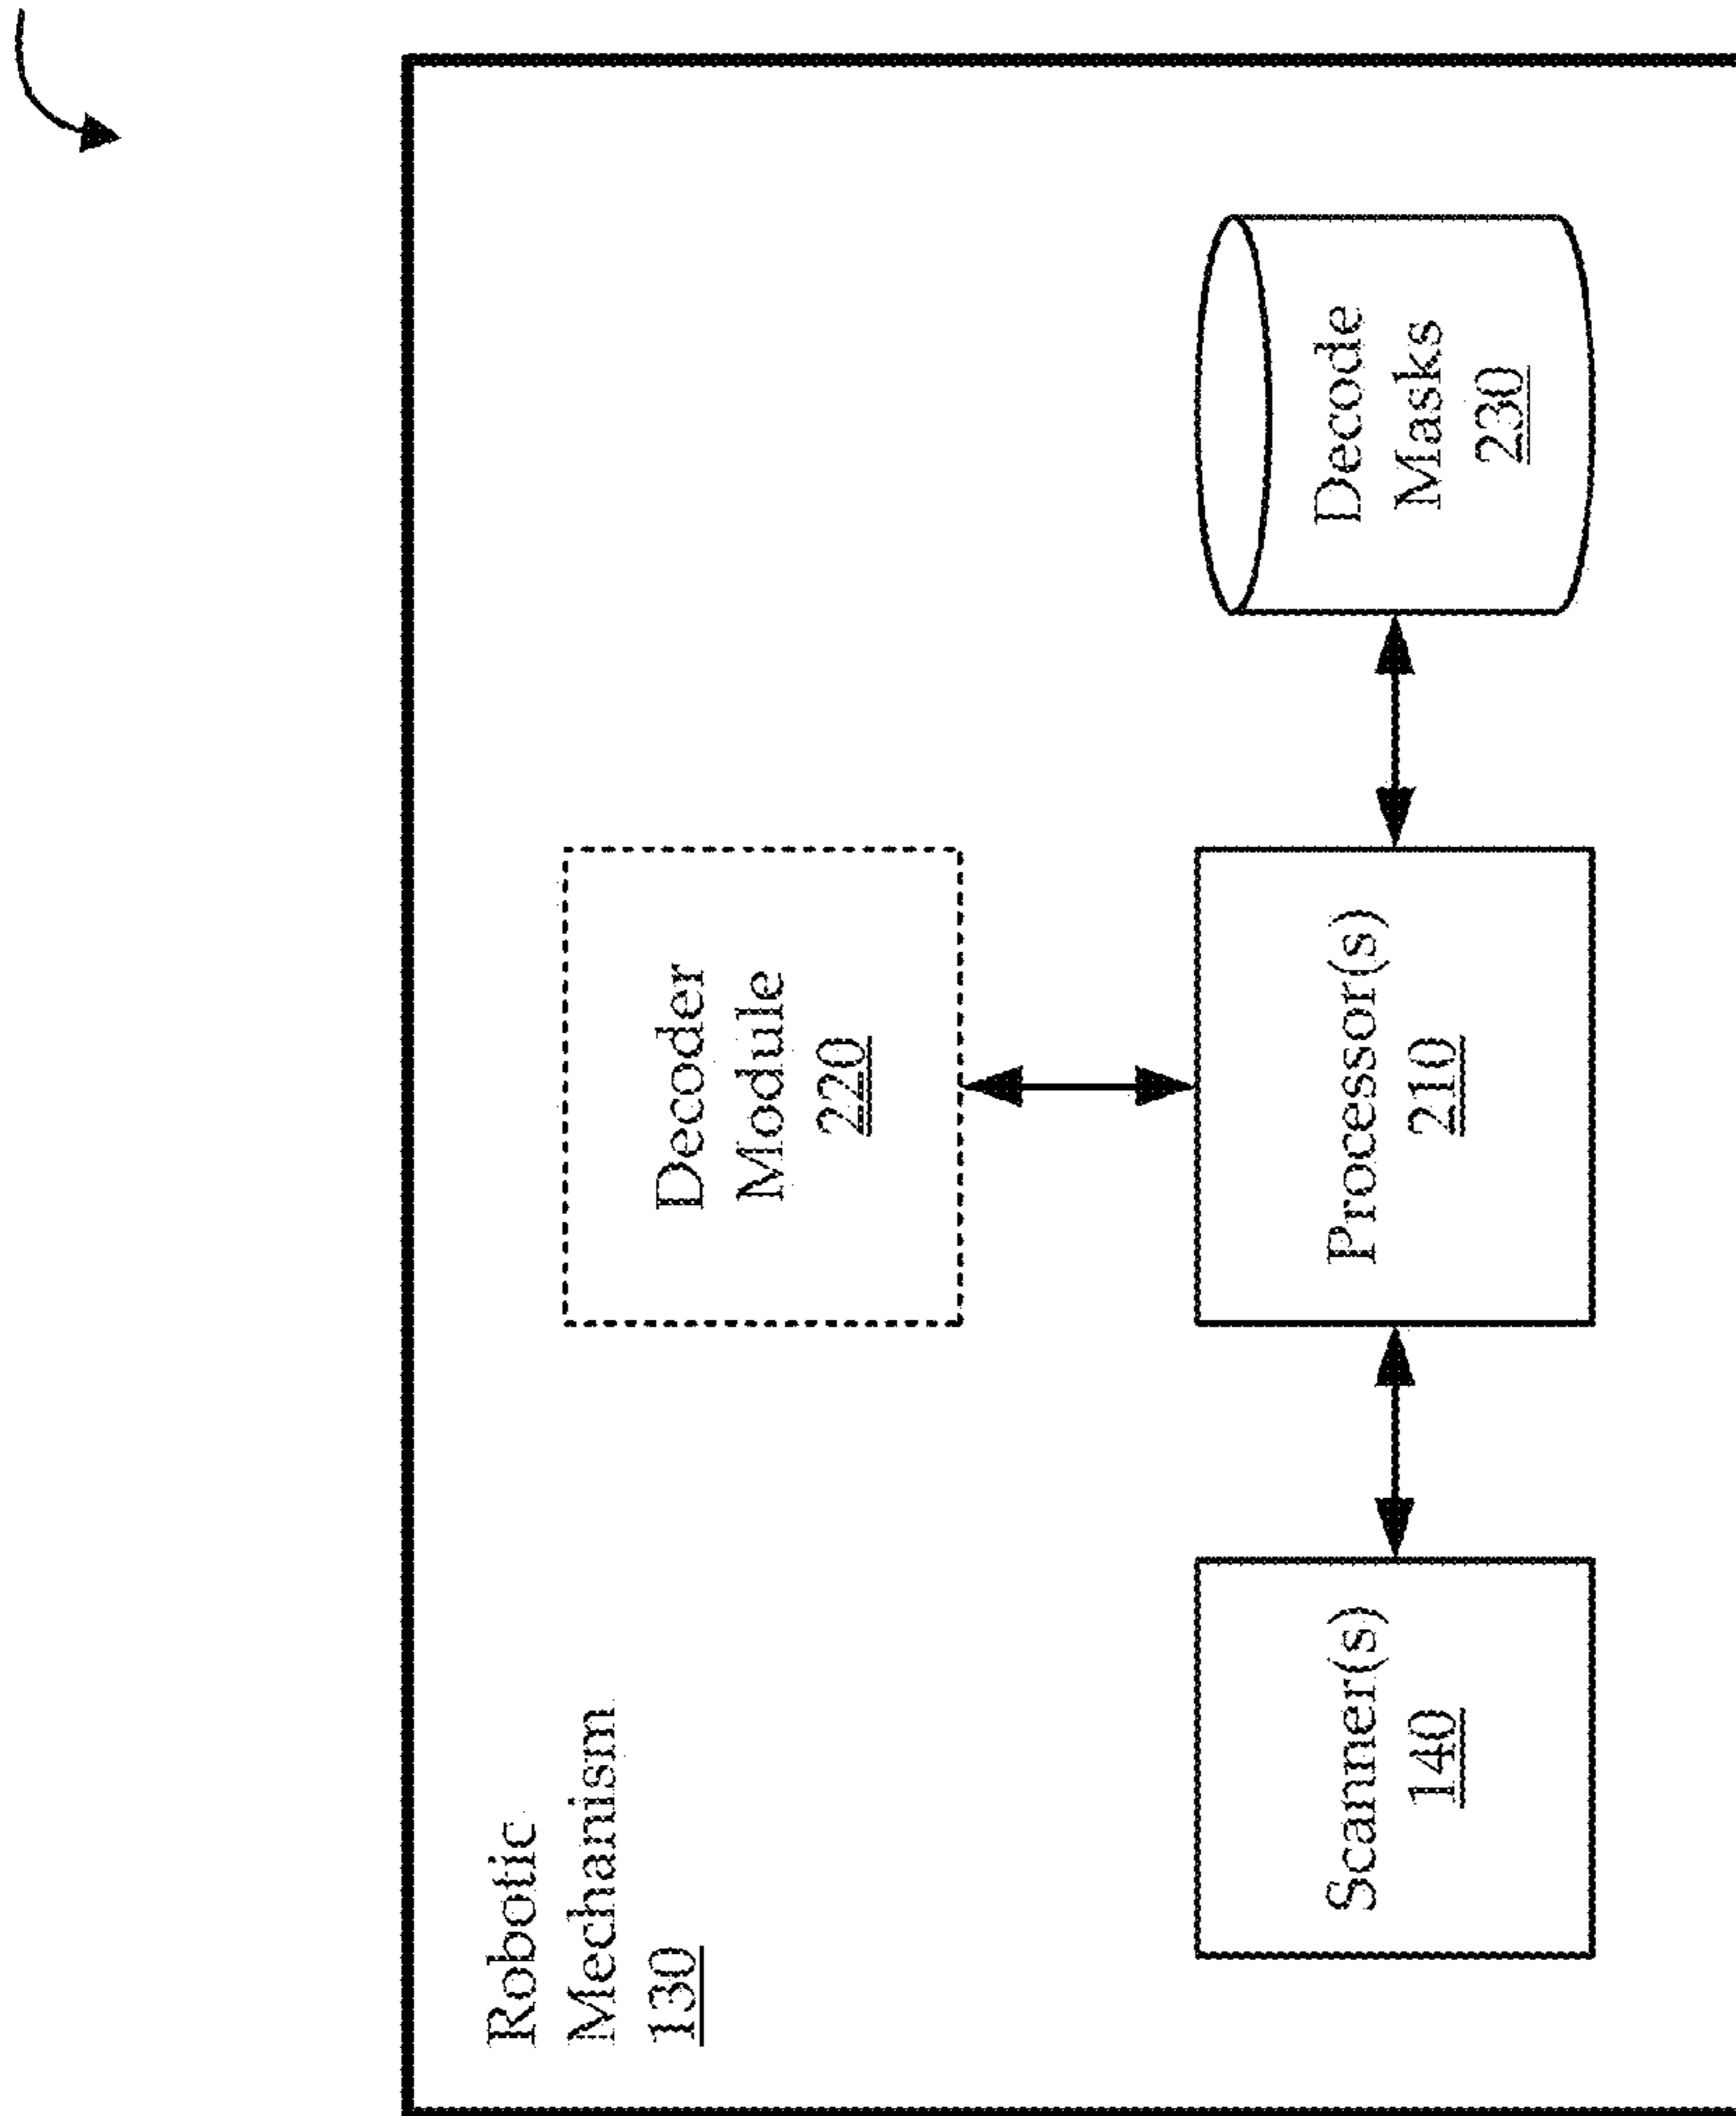 Robotic
Mechanism
130
Decoder
Module
220
Scanner(s)
140
Processor(s)
210
Decode
Masks
230